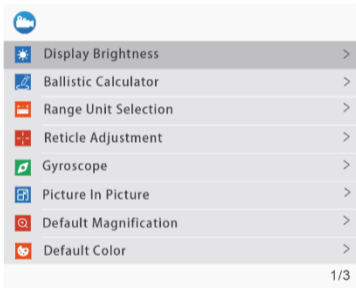 Display Brightness
Ballistic Calculator
Range Unit Selection
Reticle Adjustment
Gyroscope
Picture In Picture
Default Magnification
Default Color
1/3